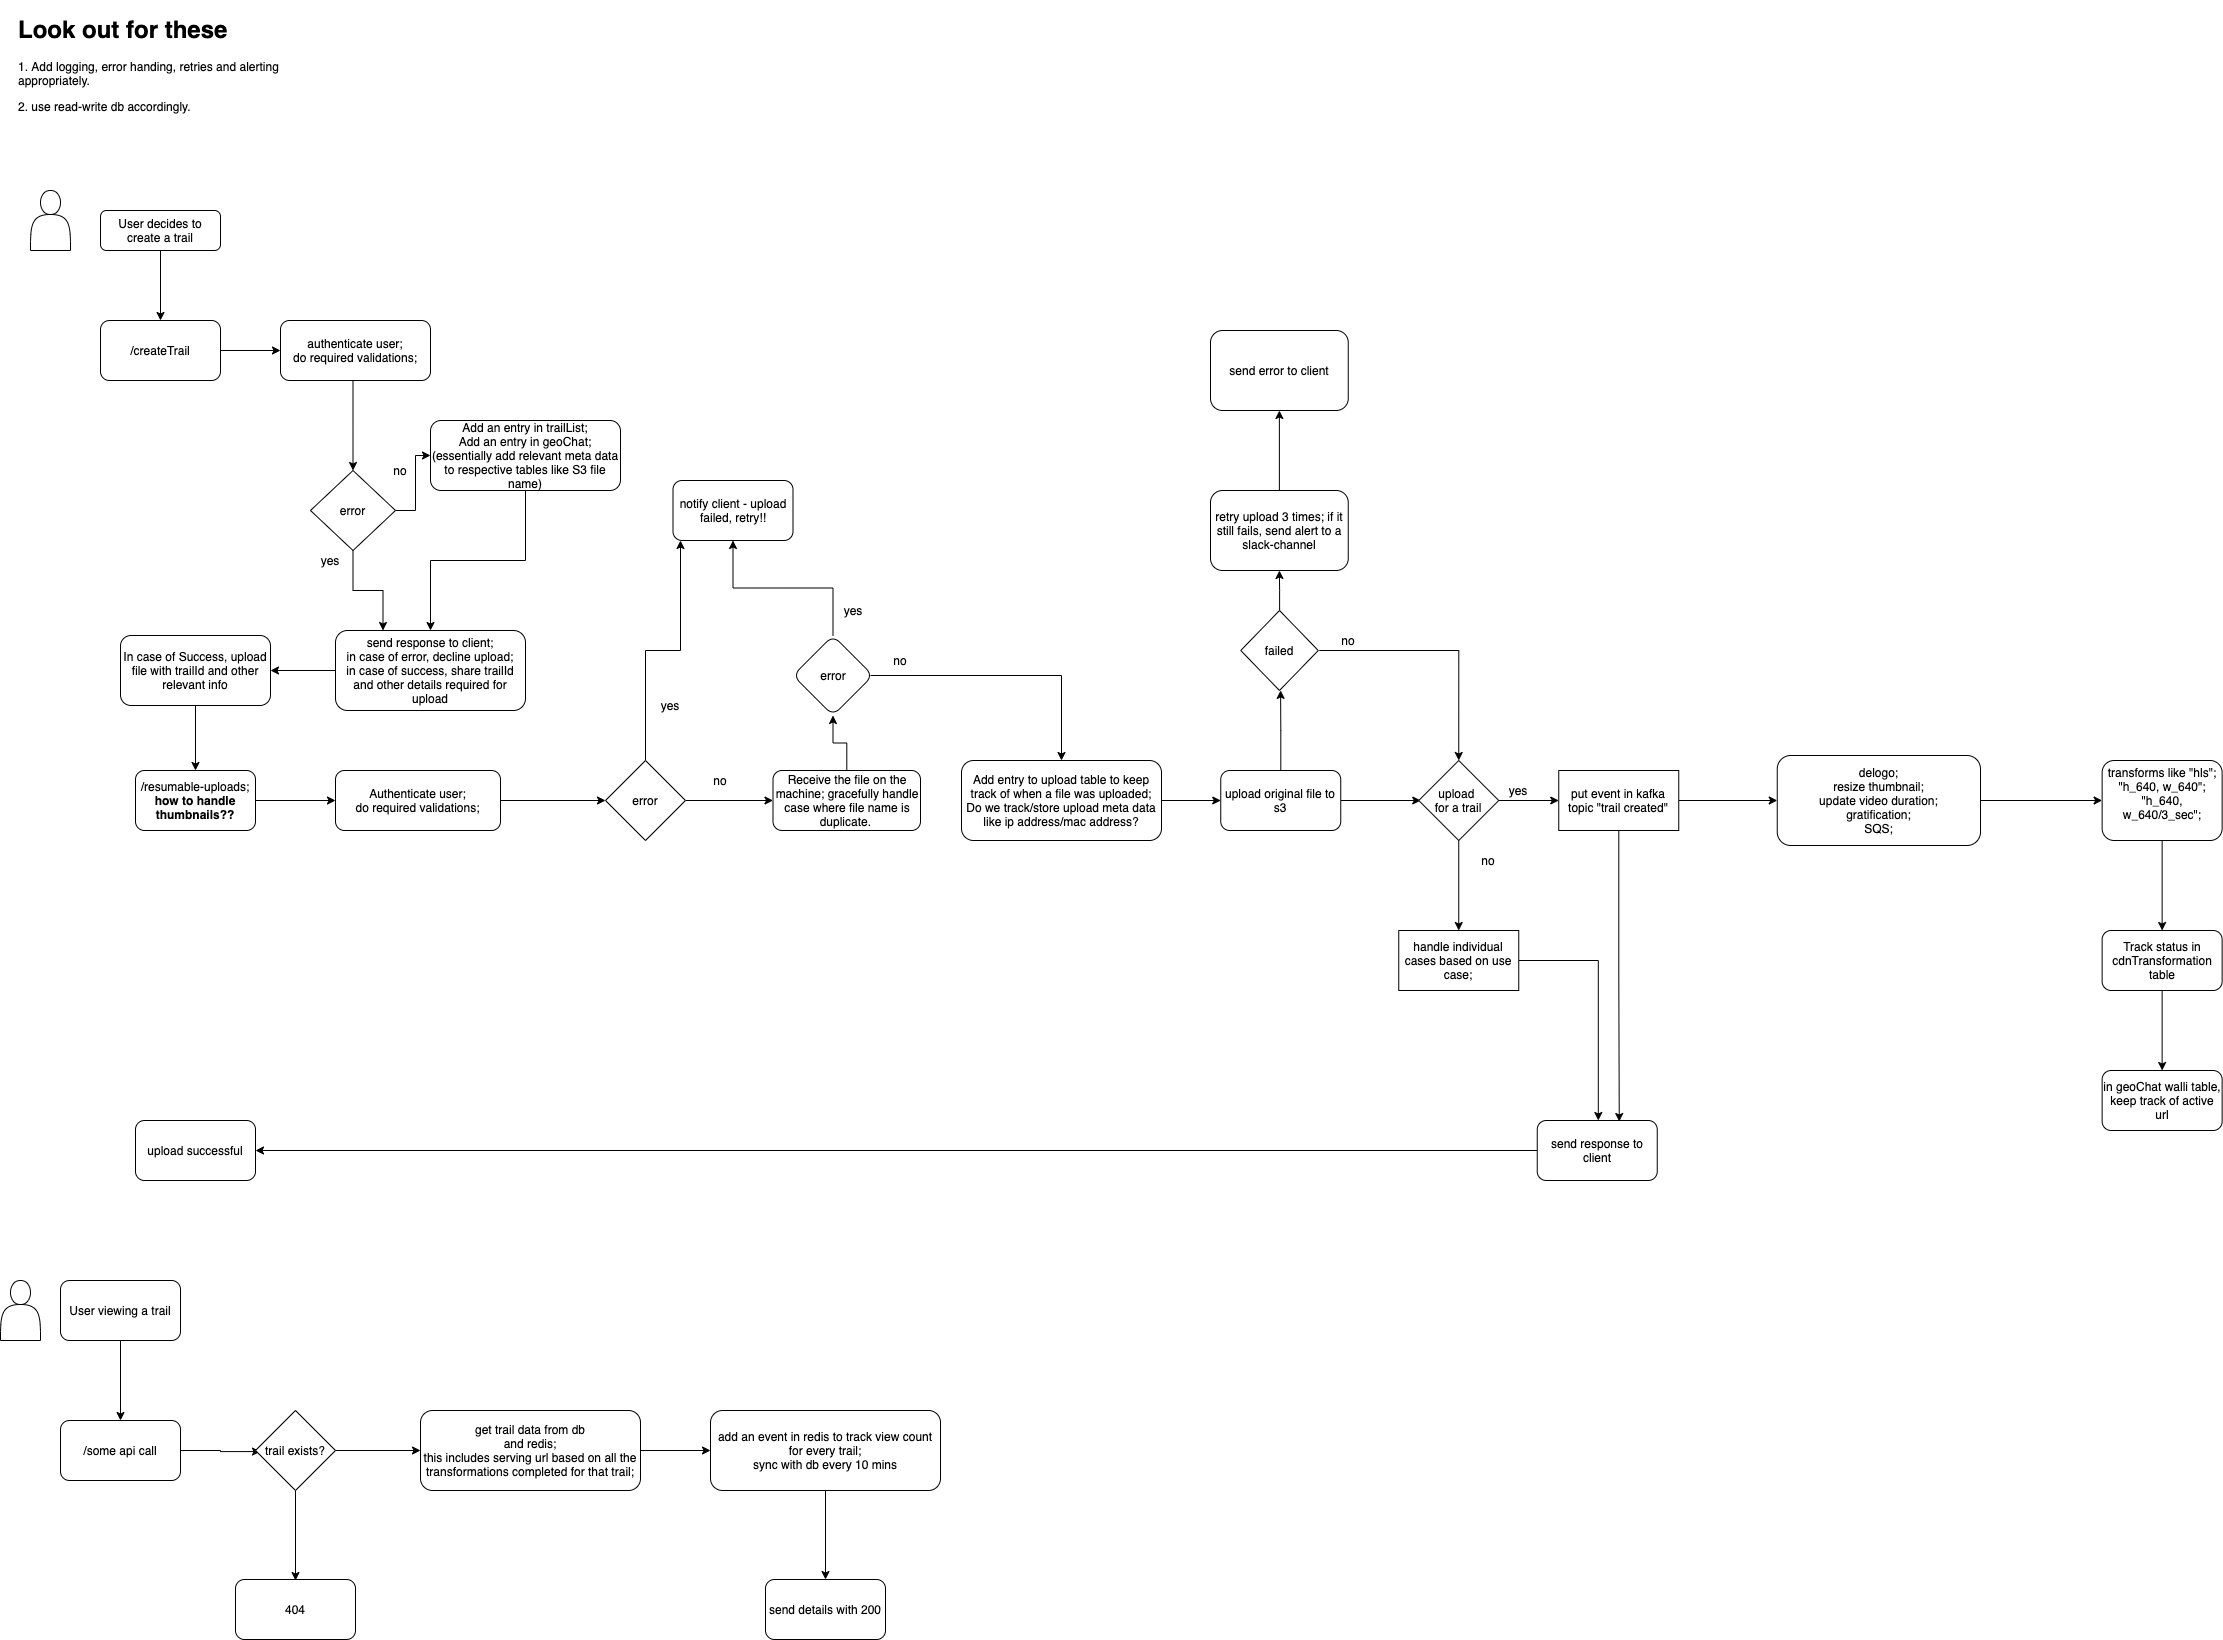 Look out for these
1. Add logging, error handing, retries and alerting
appropriately.
2. use read-write db accordingly.
User decides to
create a trail
/createTrail
authenticate user;
do required validations;
error
no
yes
Add an entry in trailList;
Add an entry in geoChat;
(essentially add relevant meta data
to respective tables like S3 file
name)
send response to client;
in case of error, decline upload;
in case of success, share trailId
and other details required for
upload
In case of Success, upload
file with trailId and other
relevant info
/resumable-uploads;
how to handle
thumbnails??
Authenticate user;
do required validations;
error
yes
no
notify client - upload
failed, retry!!
Receive the file on the
machine; gracefully handle
case where file name is
duplicate.
error
yes
no
Add entry to upload table to keep
track of when a file was uploaded;
Do we track/store upload meta data
like ip address/mac address?
upload original file to
s3
failed
no
retry upload 3 times; if it
still fails, send alert to a
slack-channel
send error to client
upload
for a trail
yes
no
put event in kafka
topic "trail created"
handle individual
cases based on use
case;
delogo;
resize thumbnail;
update video duration;
gratification;
SQS;
transforms like "hls";
"h_640, w_640";
"h_640,
w_640/3_sec";
Track status in
cdnTransformation
table
in geoChat walli table,
keep track of active
url
send response to
client
upload successful
User viewing a trail
/some api call
trail exists?
404
get trail data from db
and redis;
this includes serving url based on all the
transformations completed for that trail;
add an event in redis to track view count
for every trail;
sync with db every 10 mins
send details with 200